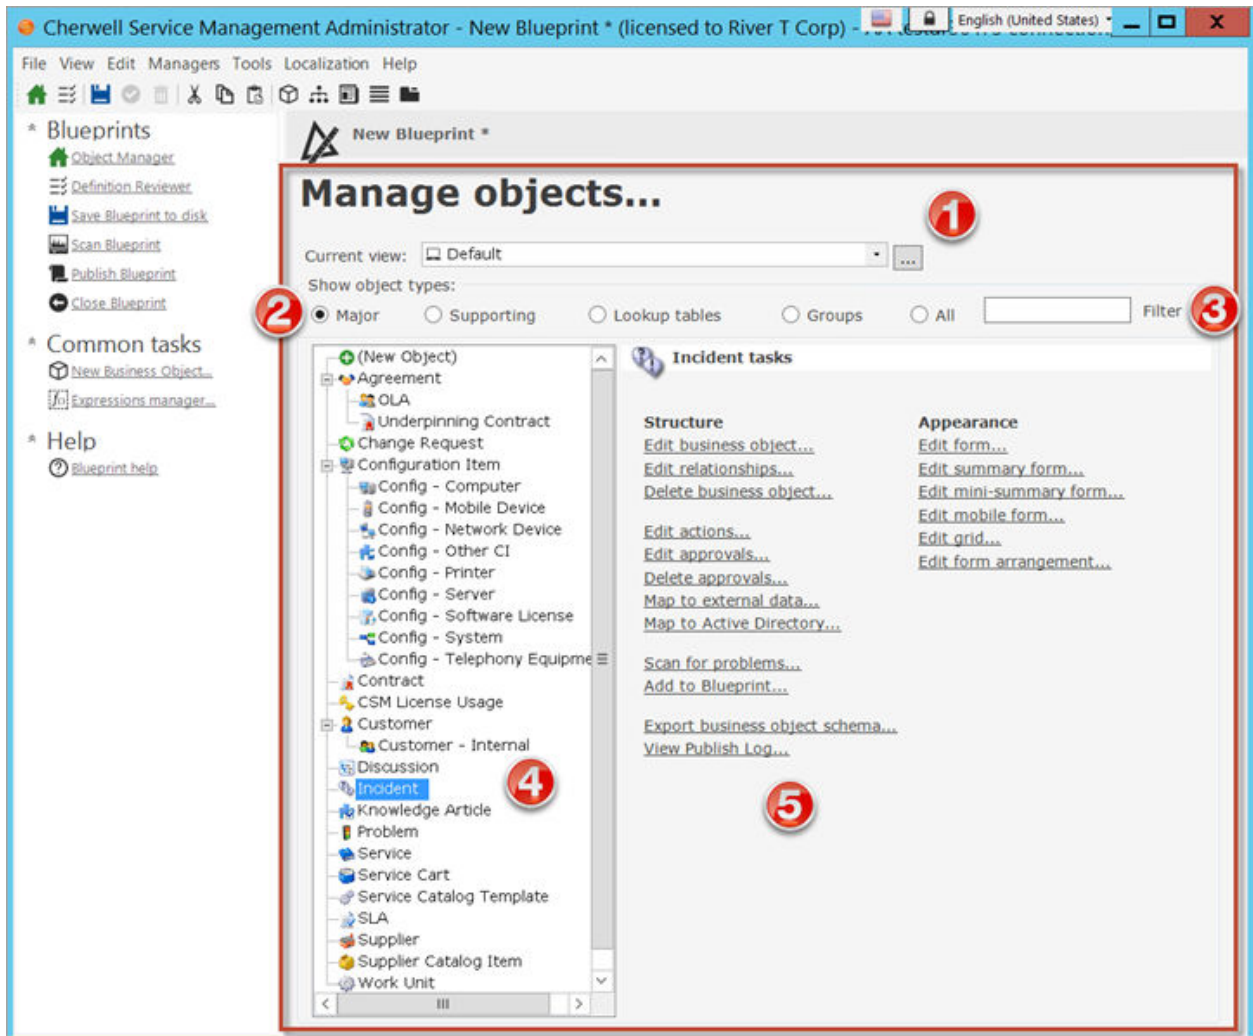 Cherwell Service Management Administrator - New Blueprint * (licensed to River T Corp) -
English (United States)
File View Edit Managers Tools Localization Help
Blueprints
Object Manager
Definition Reviewer
Save Blueprint to disk
Scan Blueprint
Publish Blueprint
Close Blueprint
Common tasks
New Business Object...
Expressions manager...
Help
Blueprint help
New Blueprint *
Manage objects...
1
Current view: Default ...
Show object types:
2
Major Supporting Lookup tables Groups All Filter
3
(New Object)
Agreement
OLA
Underpinning Contract
Change Request
Configuration Item
Config - Computer
Config - Mobile Device
Config - Network Device
Config - Other CI
Config - Printer
Config - Server
Config - Software License
Config - System
Config - Telephony Equipme
Contract
CSM License Usage
Customer
Customer - Internal
Discussion
Incident
Knowledge Article
Problem
Service
Service Cart
Service Catalog Template
SLA
Supplier
Supplier Catalog Item
Work Unit
4
Incident tasks
Structure
Edit business object...
Edit relationships...
Delete business object...
Edit actions...
Edit approvals...
Delete approvals...
Map to external data...
Map to Active Directory...
Scan for problems...
Add to Blueprint...
Export business object schema...
View Publish Log...
Appearance
Edit form...
Edit summary form...
Edit mini-summary form...
Edit mobile form...
Edit grid...
Edit form arrangement...
5